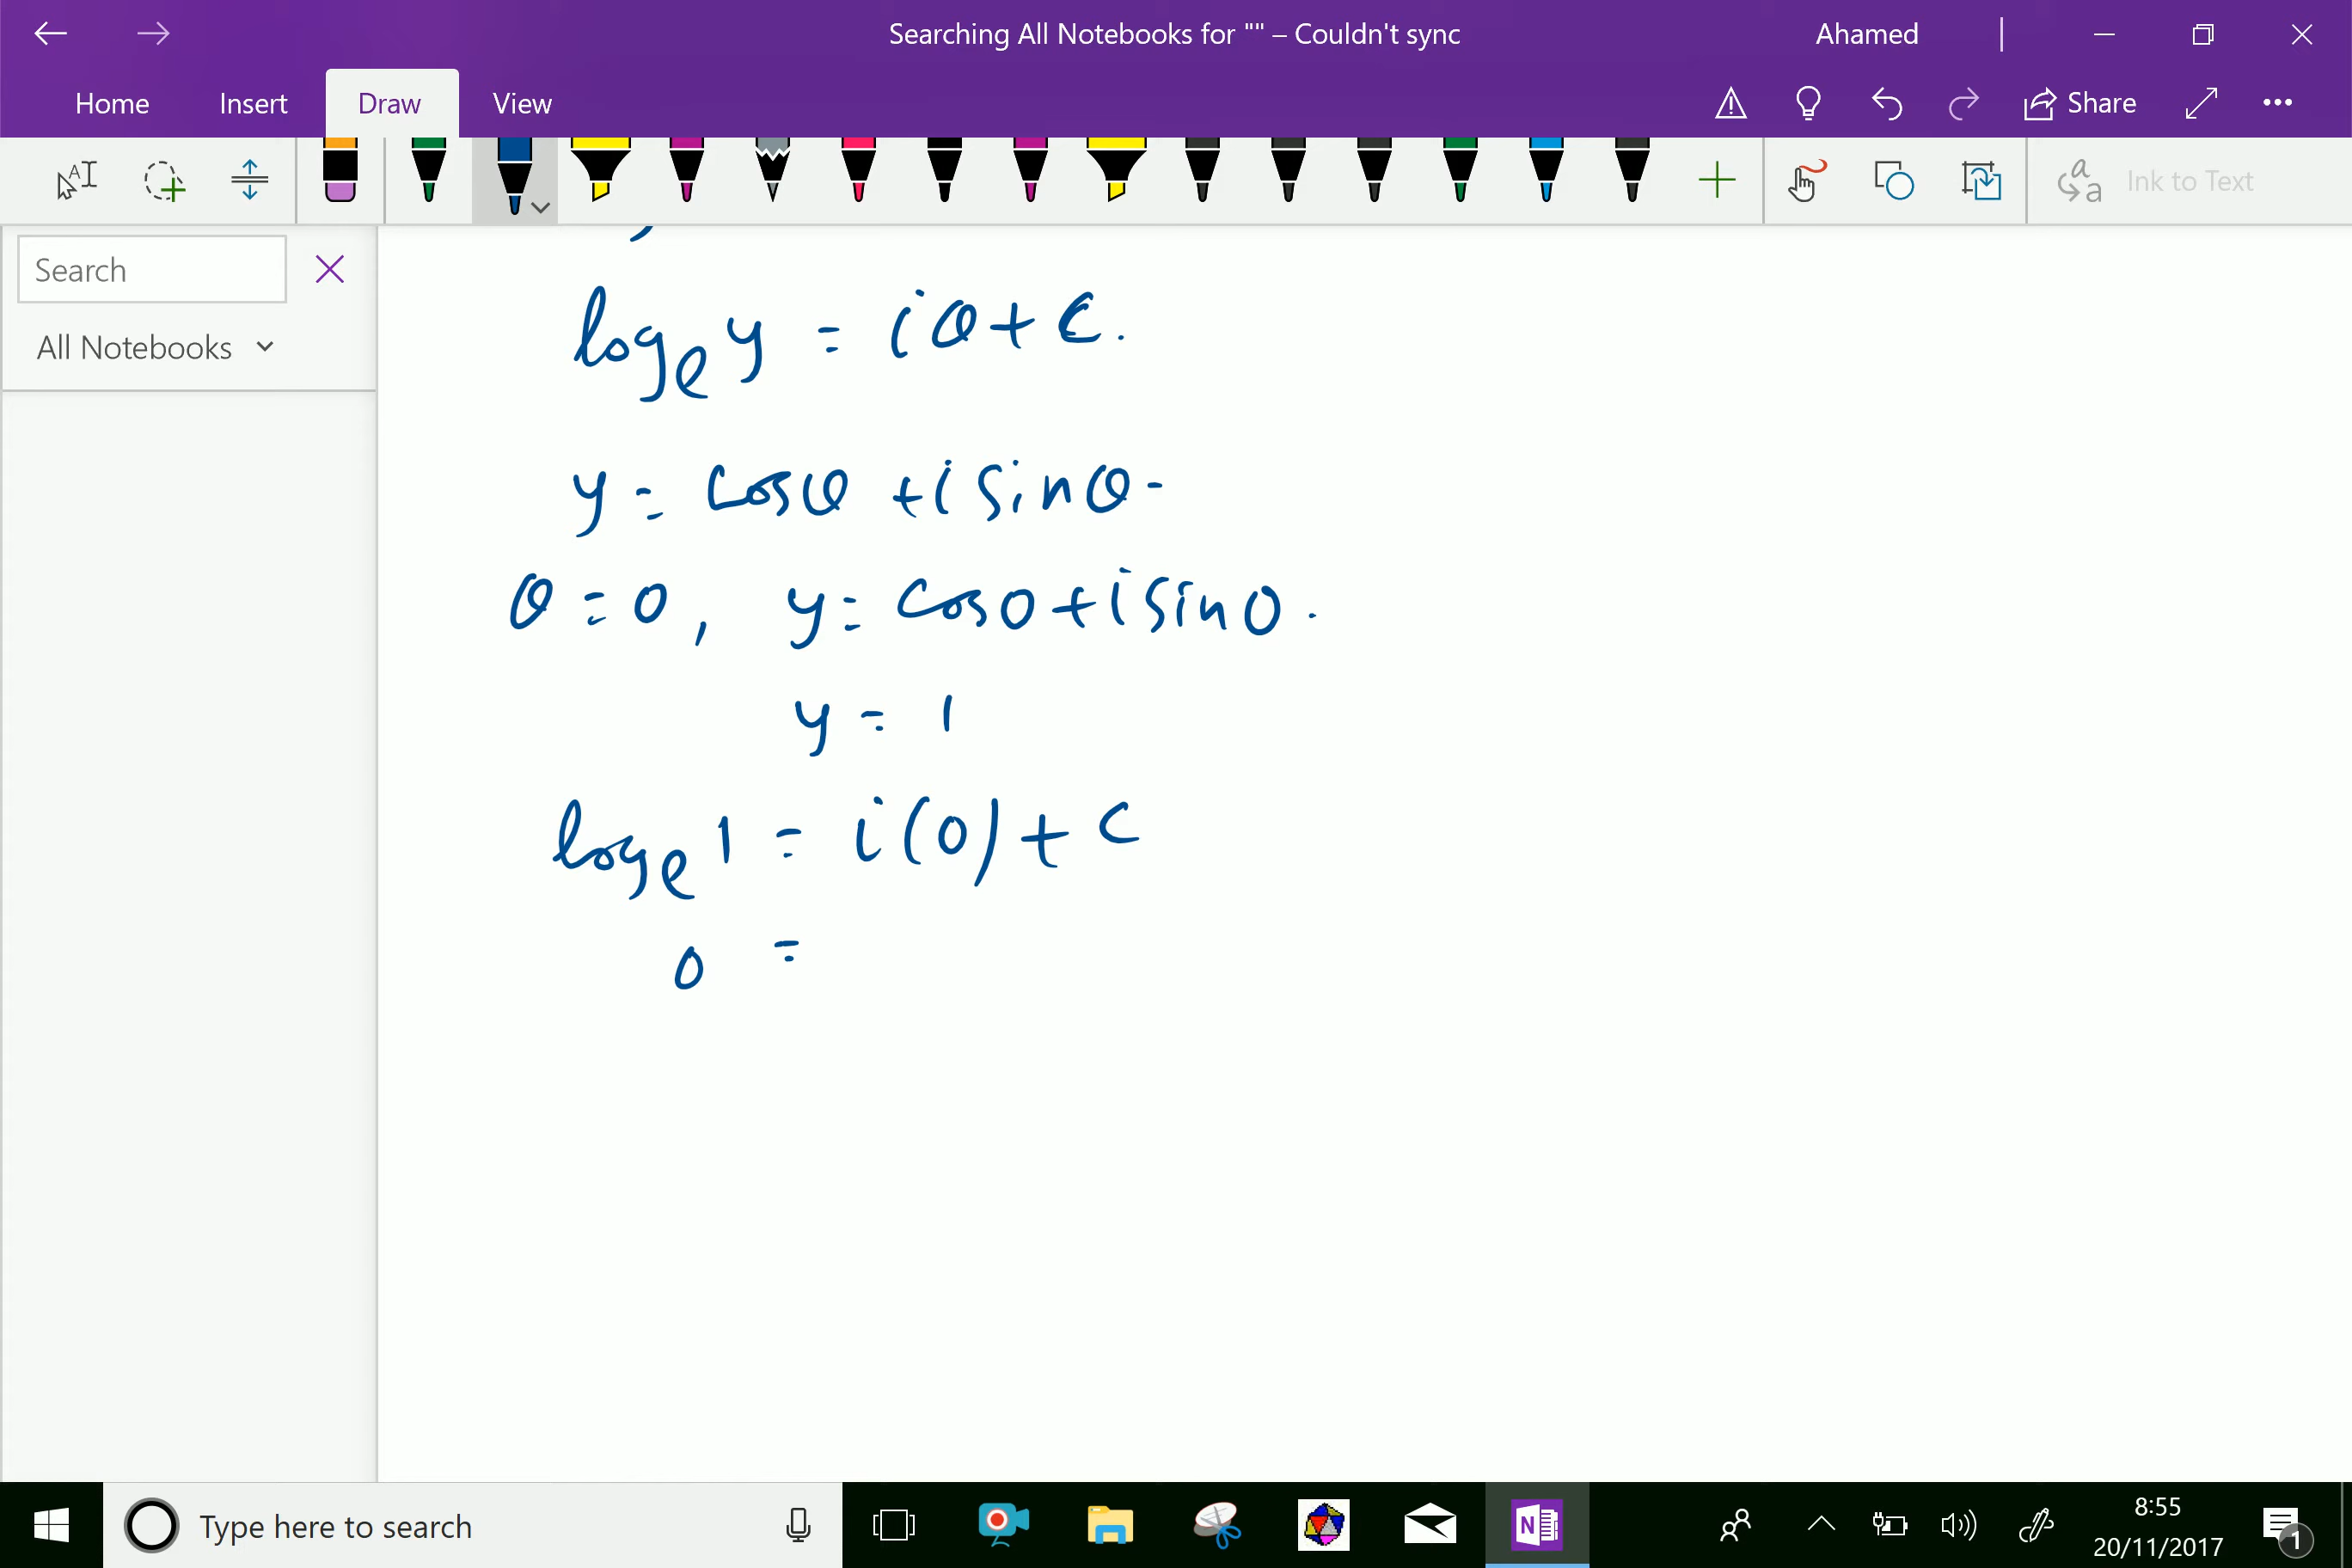 Searching All Notebooks for "" – Couldn't sync
Ahamed
Home Insert Draw View
Share
Ink to Text
Search
All Notebooks
logₑ y = iθ + c.
y = cosθ + i sinθ.
θ = 0, y = cos0 + i sin0.
y = 1
logₑ 1 = i(0) + c
0 =
Type here to search
N
8:55
20/11/2017
1